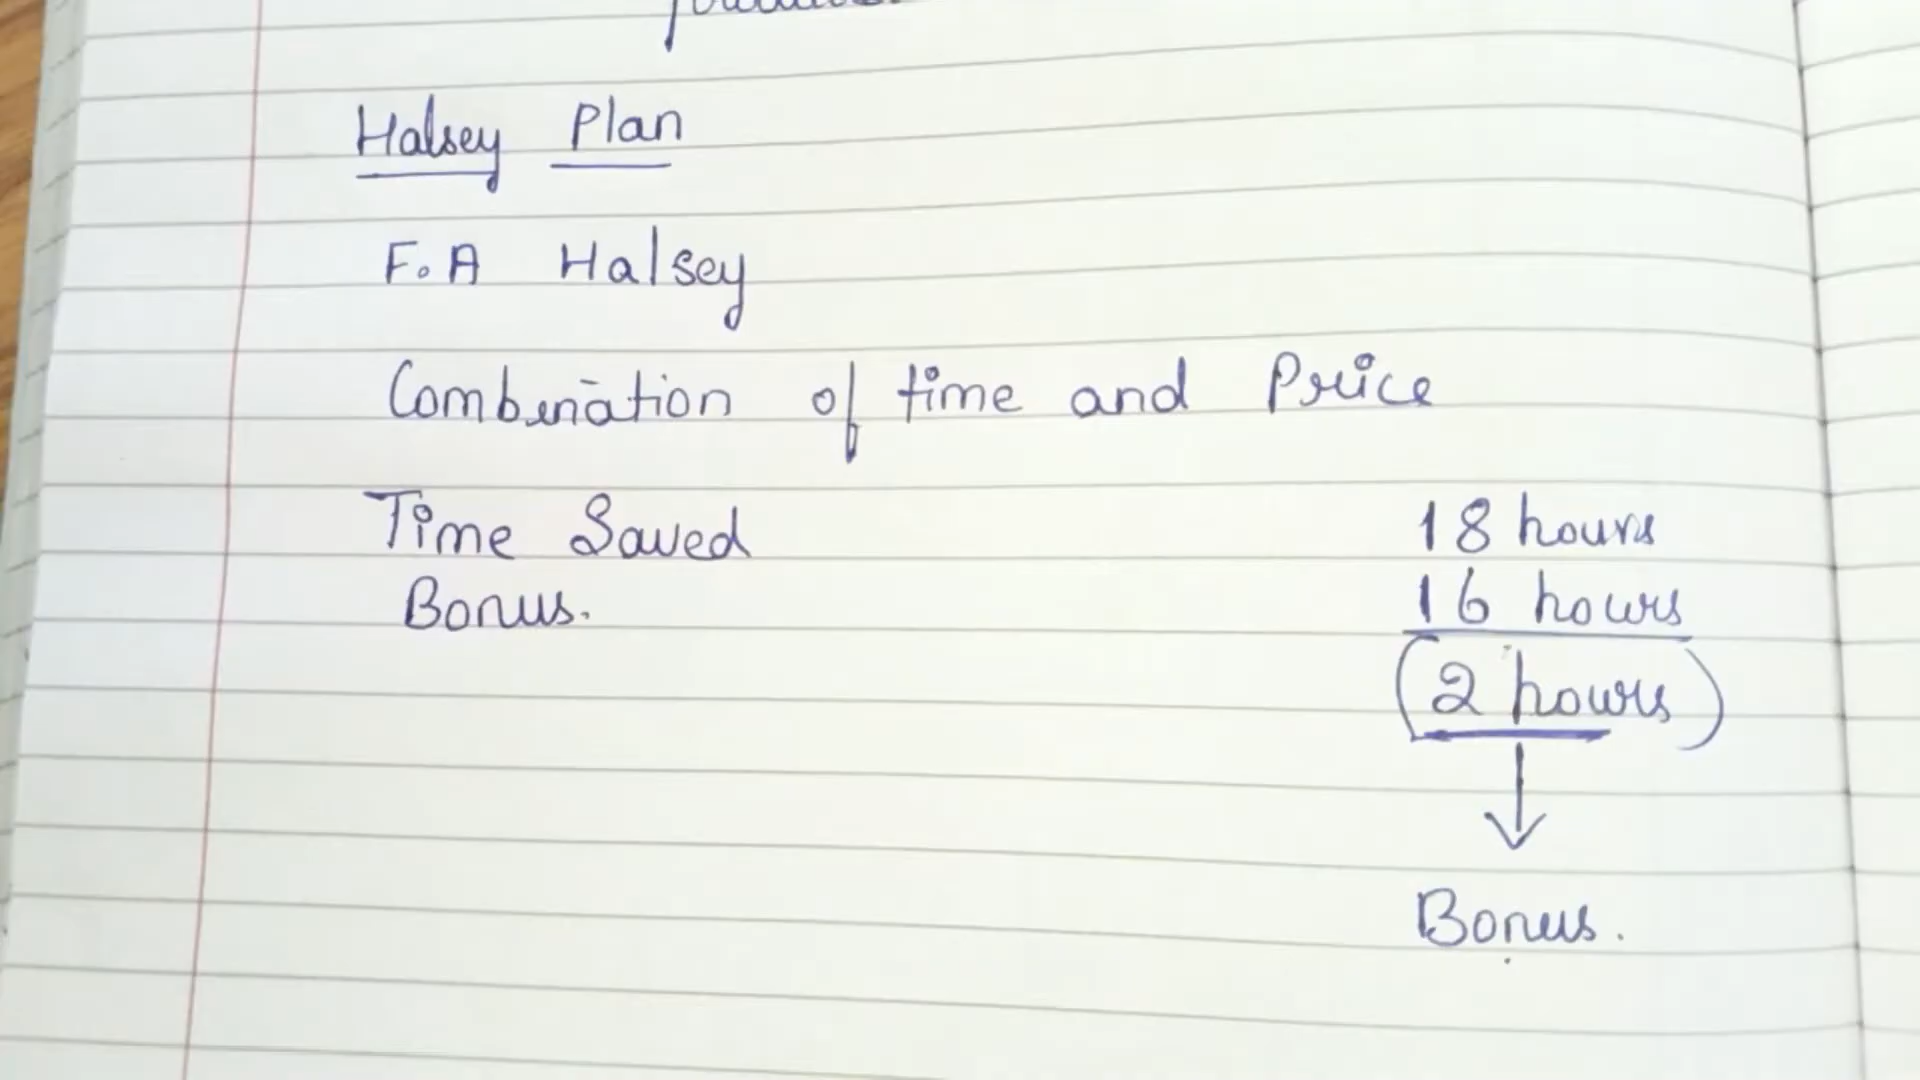 Halsey Plan
F.A Halsey
Combination of time and Price
Time Saved
Bonus.
18 hours
16 hours
(2 hours)
Bonus.